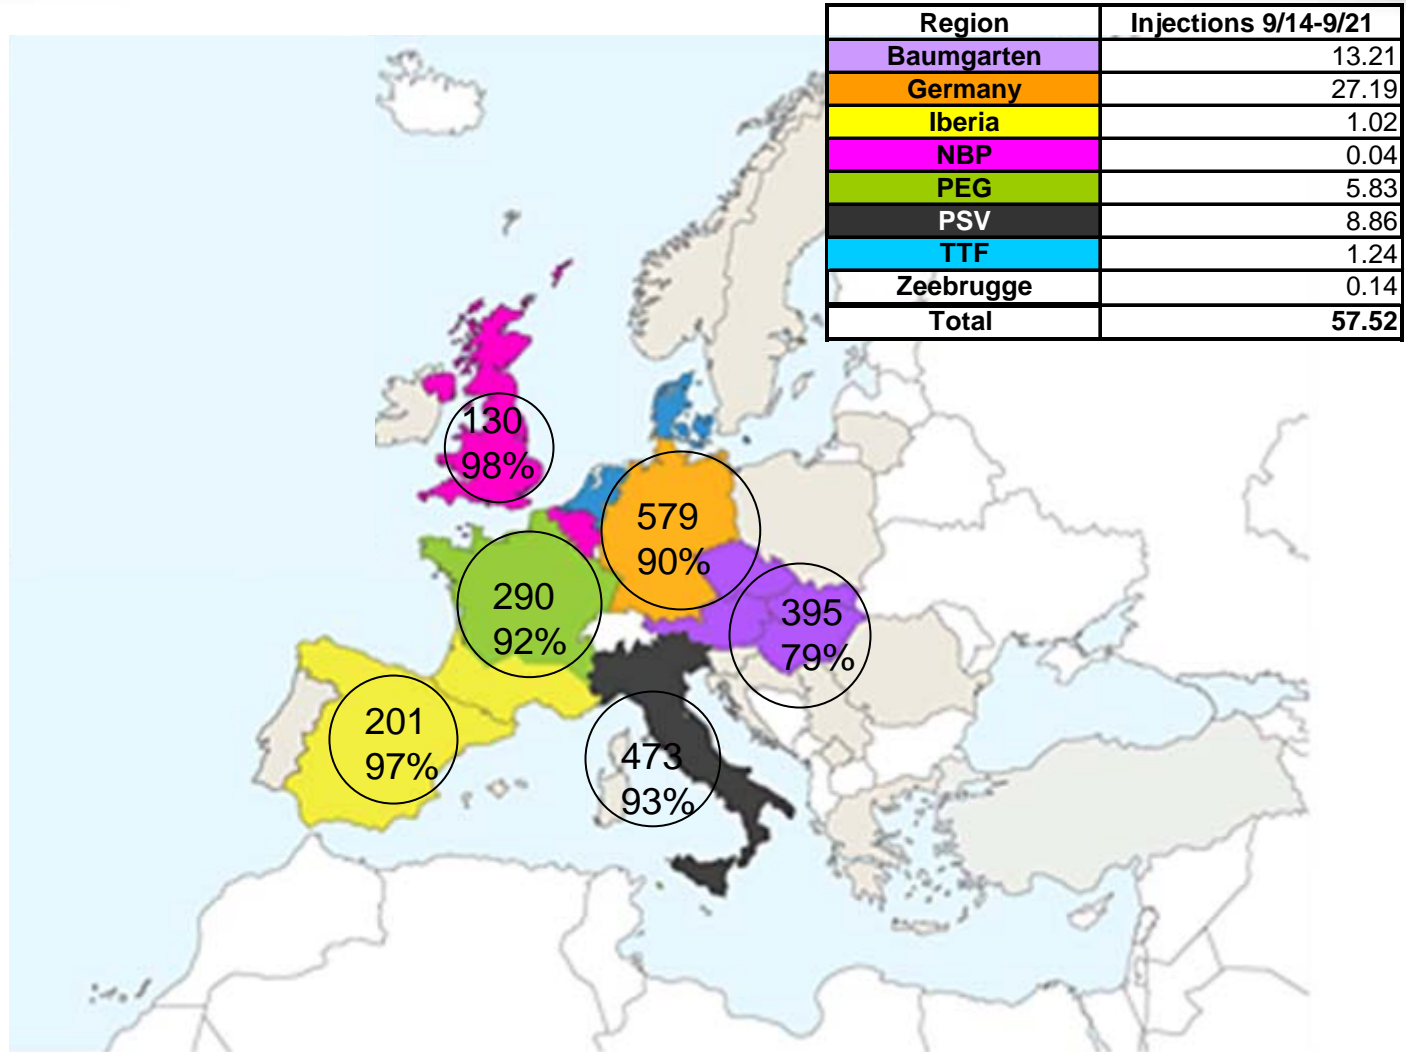 Region Injections 9/14-9/21
Baumgarten 13.21
Germany 27.19
Iberia 1.02
NBP 0.04
PEG 5.83
PSV 8.86
TTF 1.24
Zeebrugge 0.14
Total 57.52
130
98%
579
90%
290
92%
395
79%
201
97%
473
93%